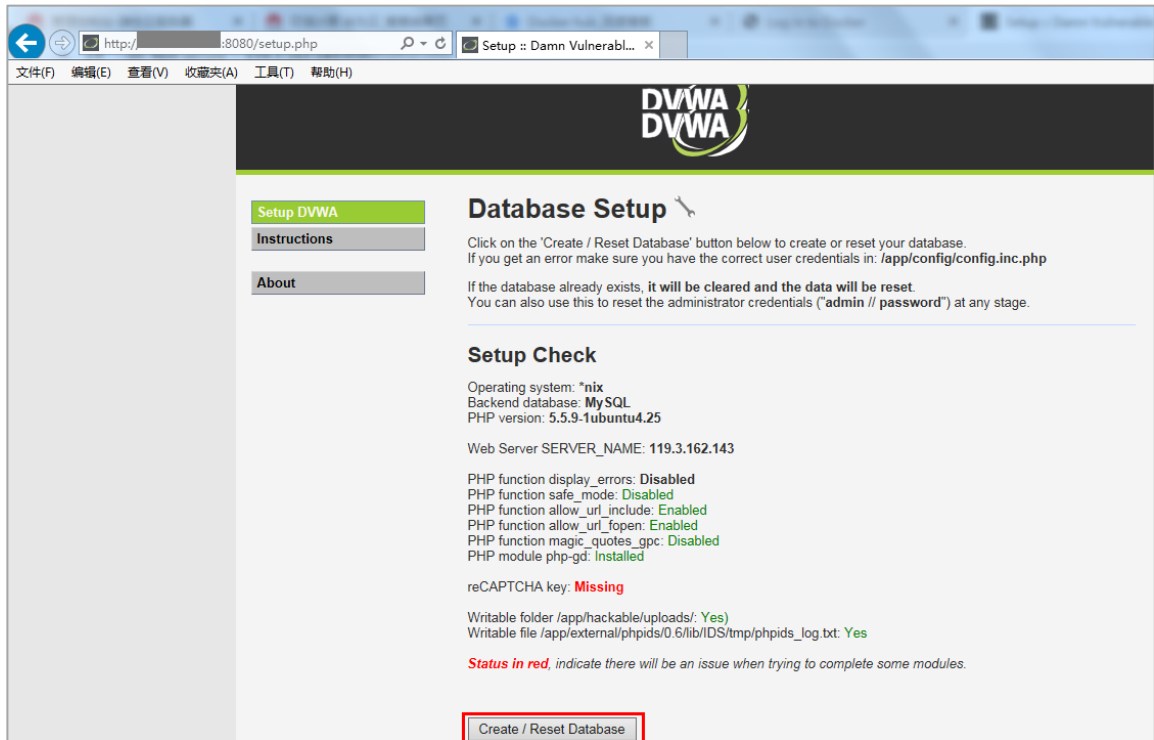 http:/ :8080/setup.php
Setup :: Damn Vulnerabl...
文件(F) 编辑(E) 查看(V) 收藏夹(A) 工具(T) 帮助(H)
DVWA
DVWA
Setup DVWA
Instructions
About
Database Setup
Click on the 'Create / Reset Database' button below to create or reset your database.
If you get an error make sure you have the correct user credentials in: /app/config/config.inc.php
If the database already exists, it will be cleared and the data will be reset.
You can also use this to reset the administrator credentials ("admin // password") at any stage.
Setup Check
Operating system: *nix
Backend database: MySQL
PHP version: 5.5.9-1ubuntu4.25
Web Server SERVER_NAME: 119.3.162.143
PHP function display_errors: Disabled
PHP function safe_mode: Disabled
PHP function allow_url_include: Enabled
PHP function allow_url_fopen: Enabled
PHP function magic_quotes_gpc: Disabled
PHP module php-gd: Installed
reCAPTCHA key: Missing
Writable folder /app/hackable/uploads/: Yes)
Writable file /app/external/phpids/0.6/lib/IDS/tmp/phpids_log.txt: Yes
Status in red, indicate there will be an issue when trying to complete some modules.
Create / Reset Database